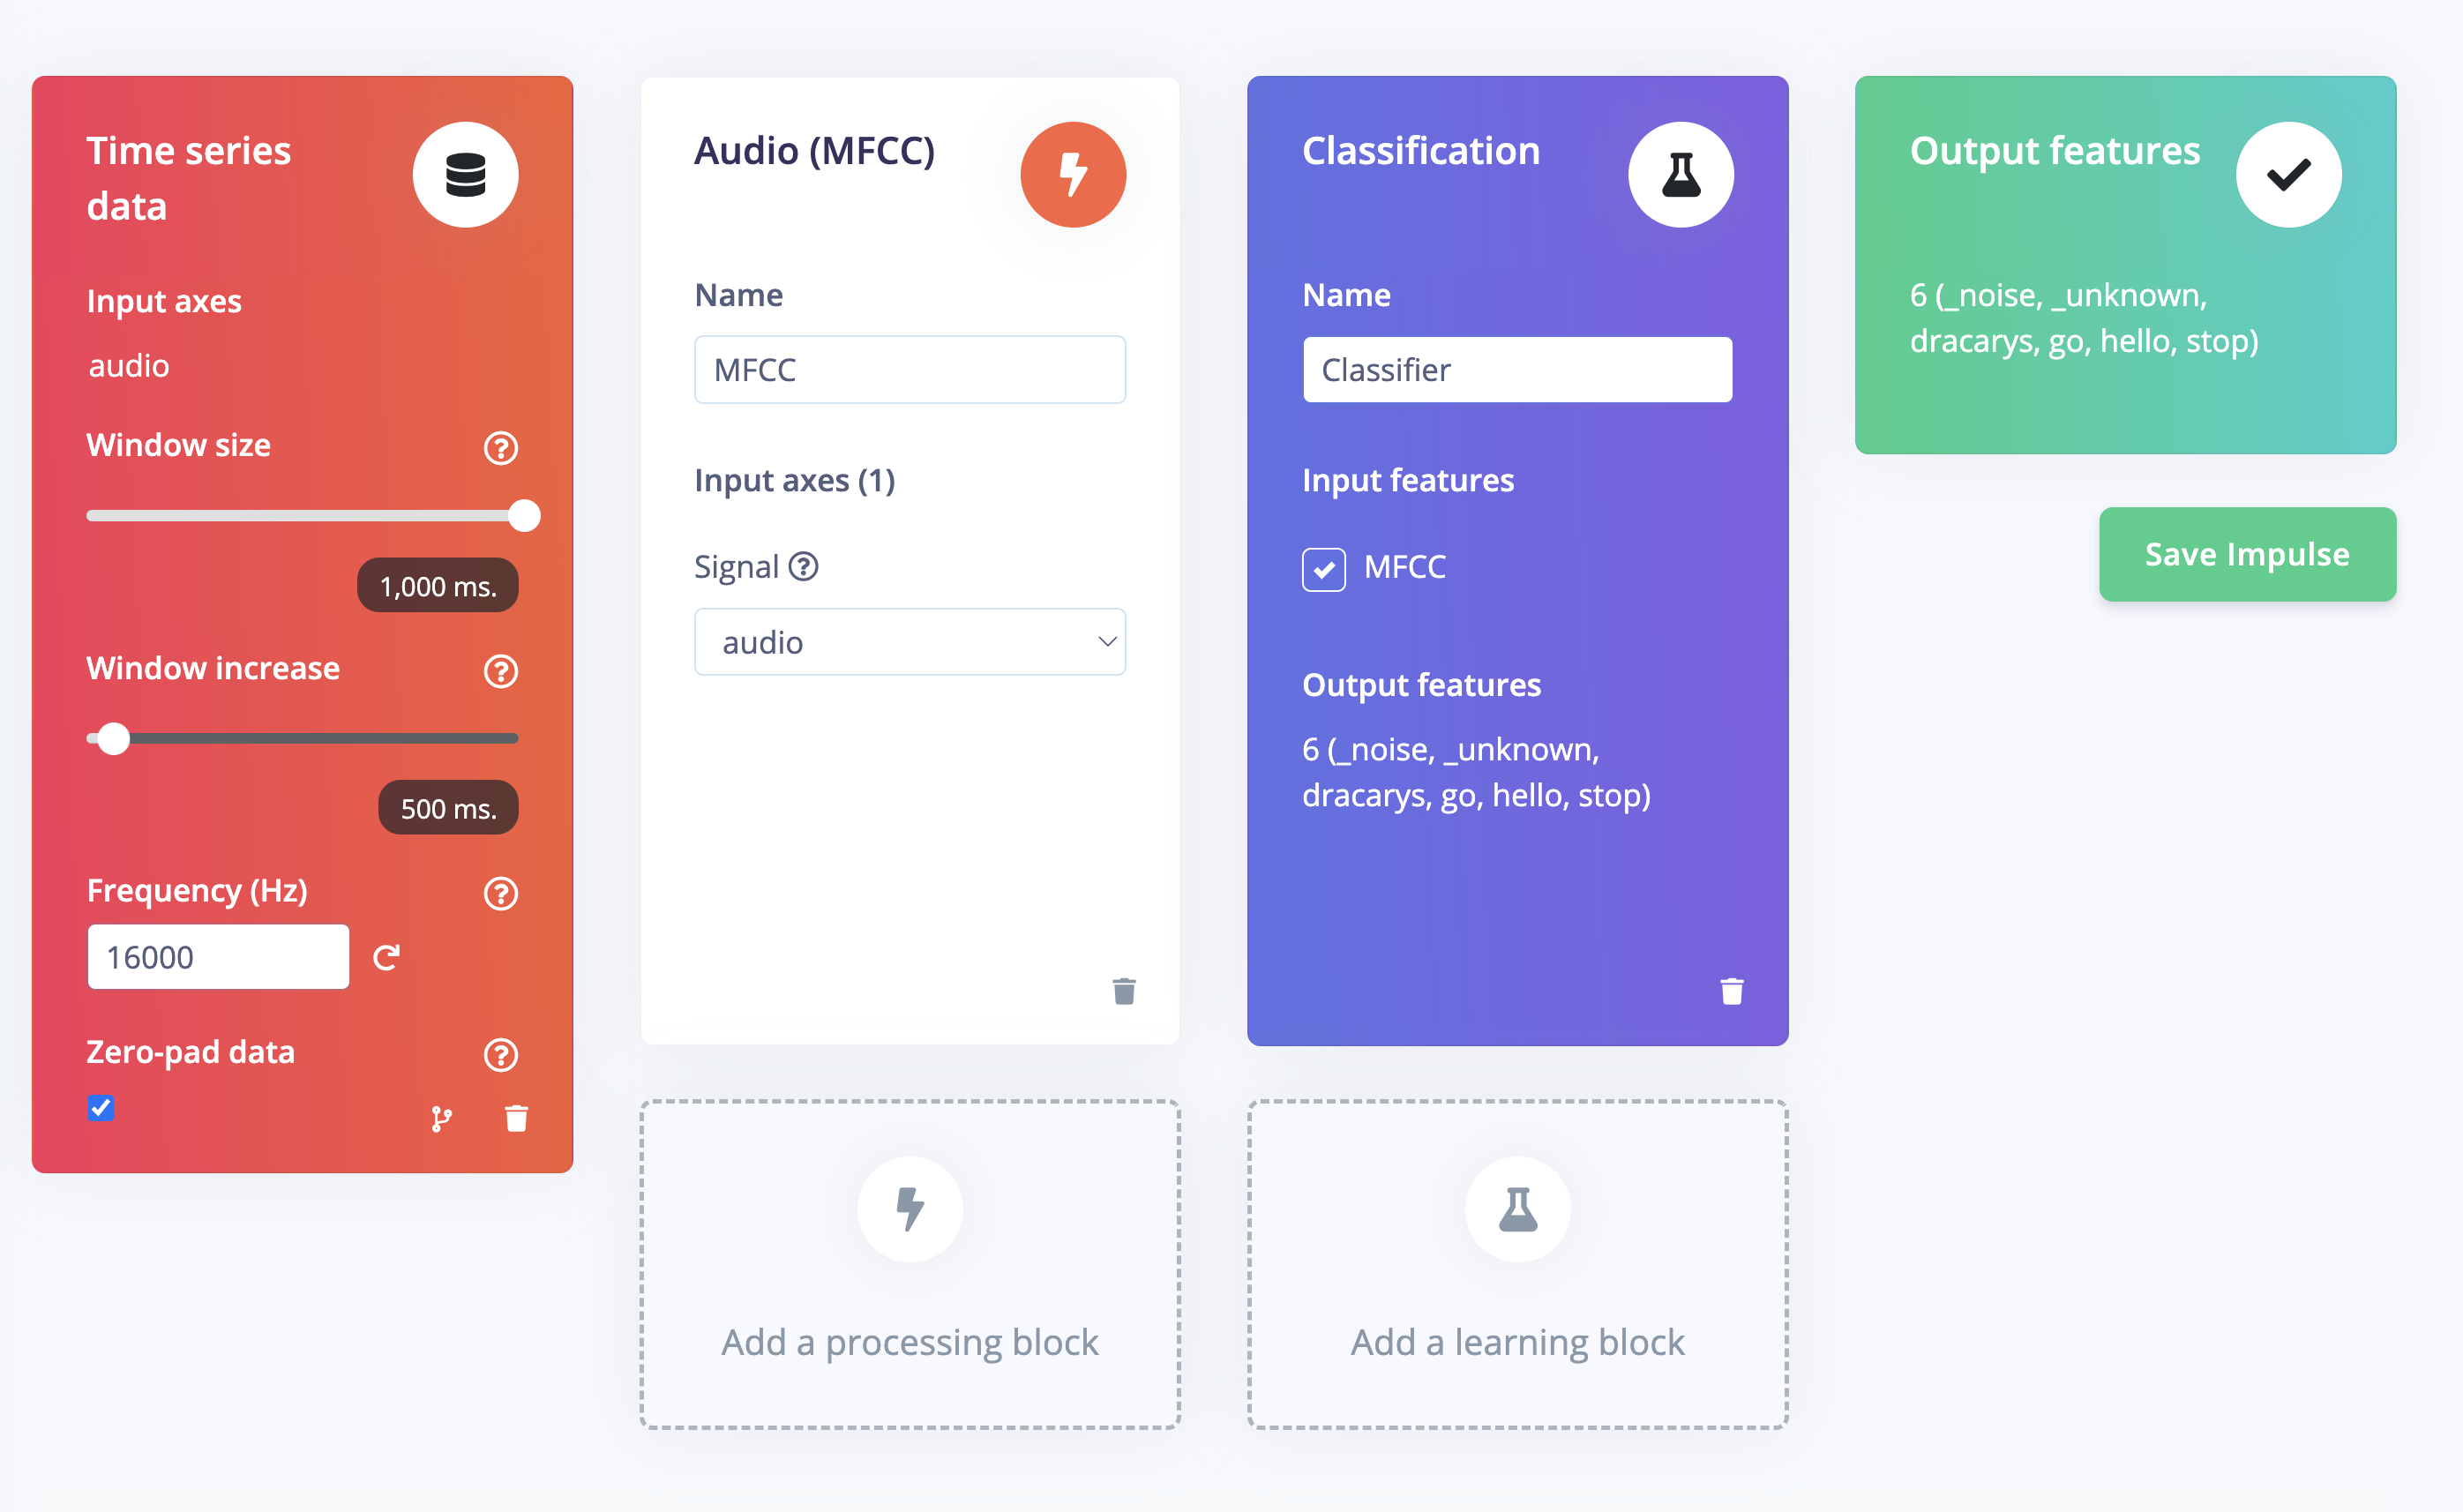 Time series
data
Input axes
audio
Window size
1,000 ms.
Window increase
500 ms.
Frequency (Hz)
16000
Zero-pad data
Audio (MFCC)
Name
MFCC
Input axes (1)
Signal
audio
Add a processing block
Classification
Name
Classifier
Input features
MFCC
Output features
6 (_noise, _unknown,
dracarys, go, hello, stop)
Add a learning block
Output features
6 (_noise, _unknown,
dracarys, go, hello, stop)
Save Impulse